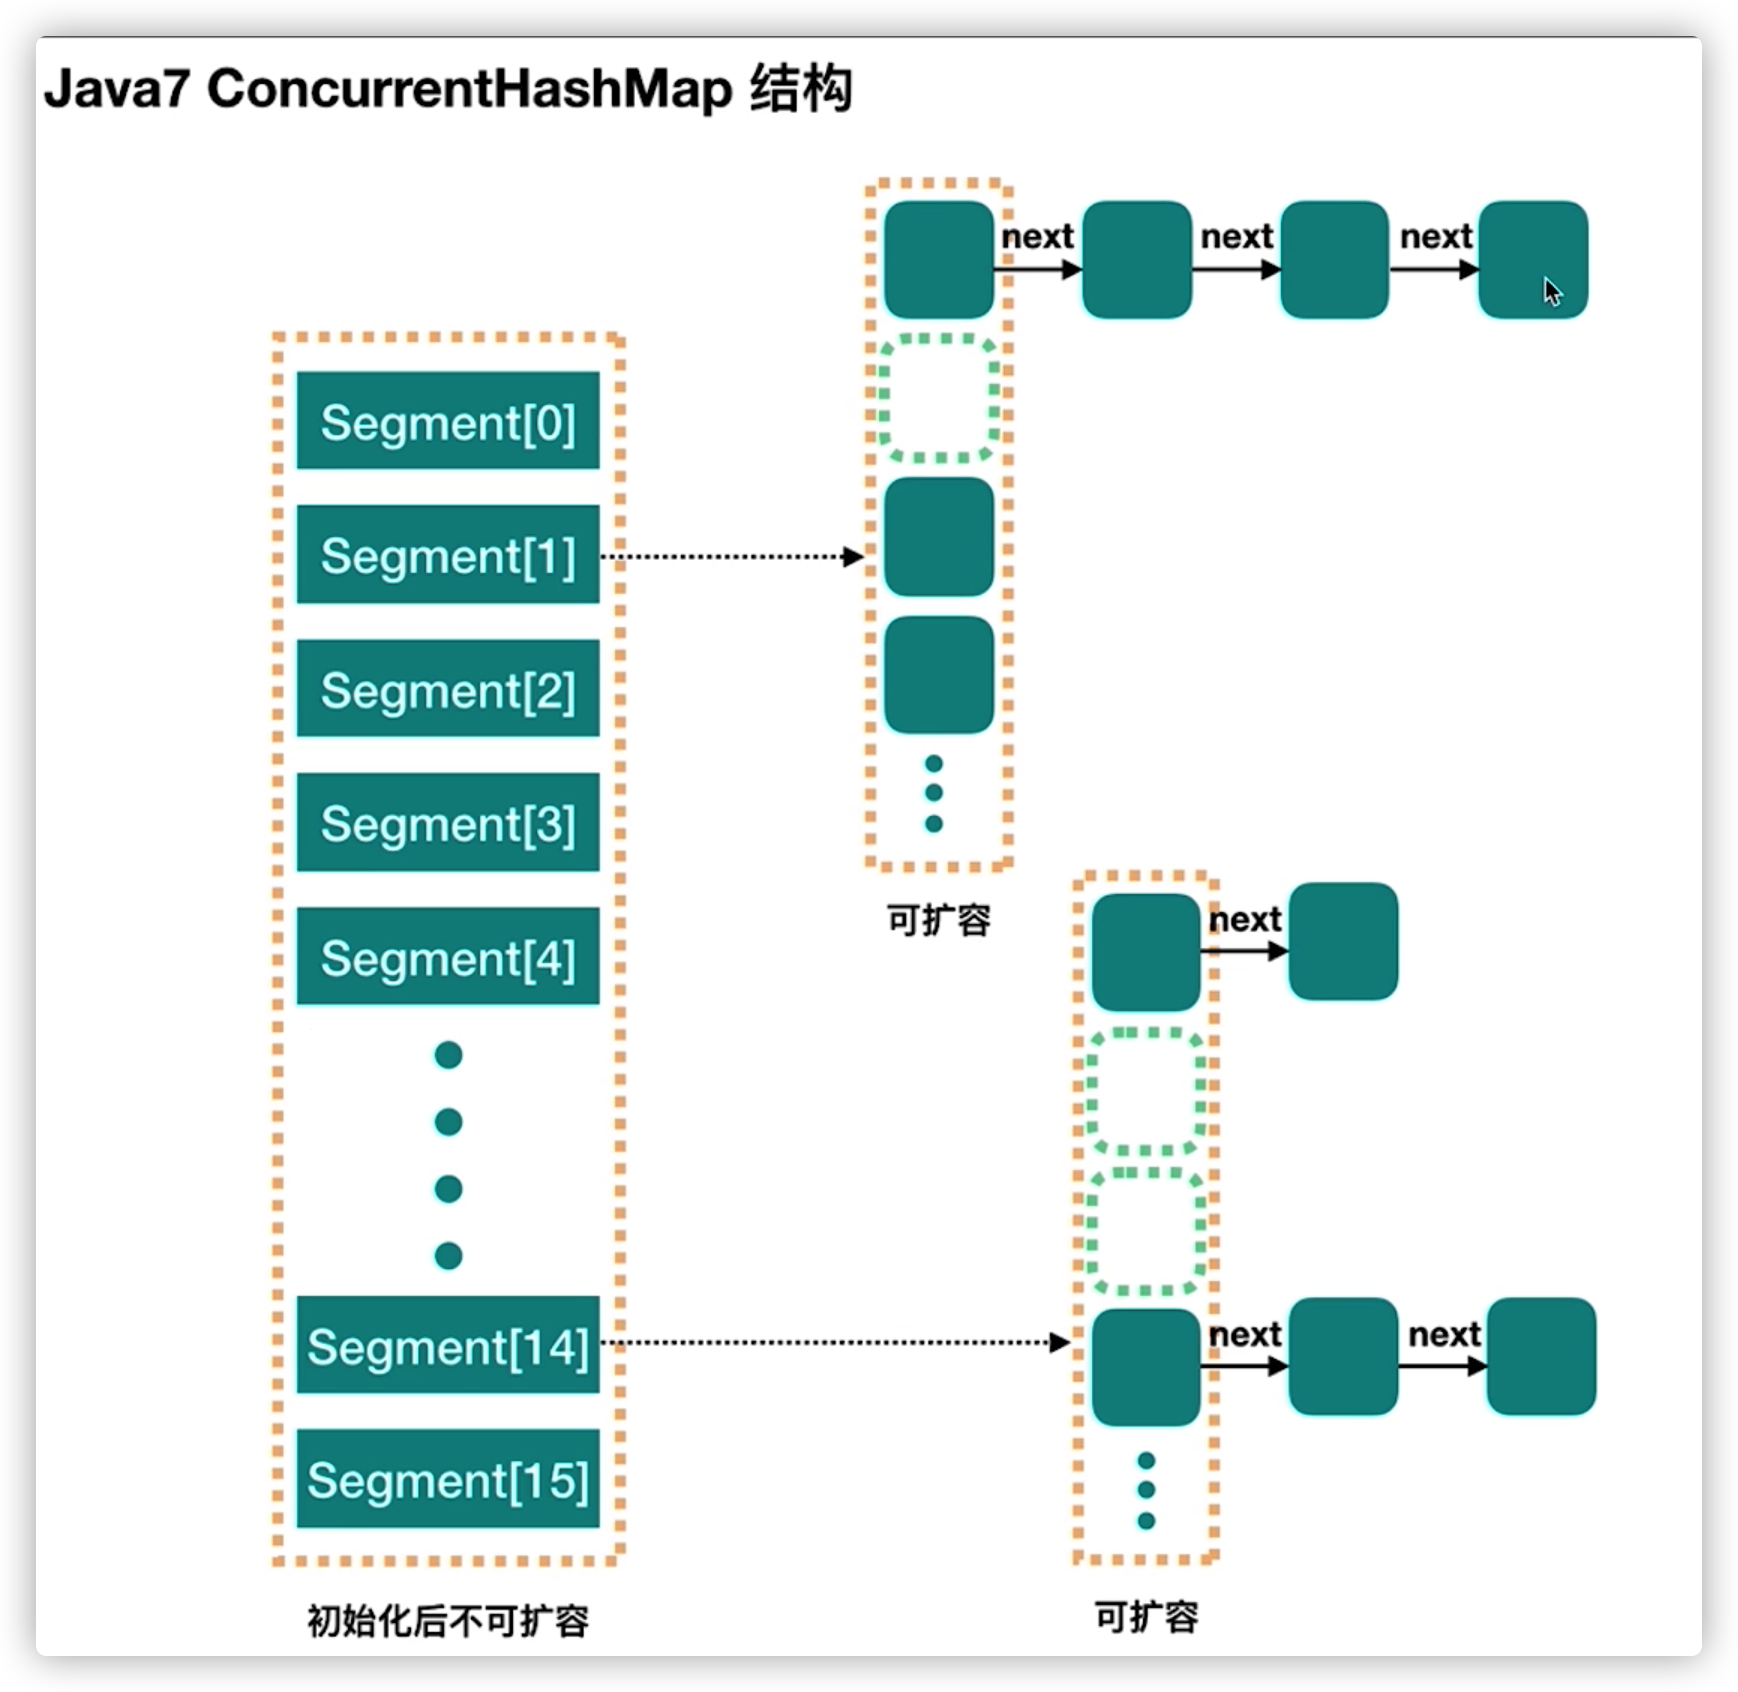 Java7 ConcurrentHashMap 结构
next next next
Segment[0]
Segment[1]
Segment[2]
Segment[3]
Segment[4]
可扩容
next
Segment[14]
next next
Segment[15]
初始化后不可扩容
可扩容